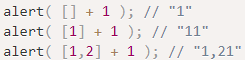 alert( [] + 1 ); // "1"
alert( [1] + 1 ); // "11"
alert( [1,2] + 1 ); // "1,21"